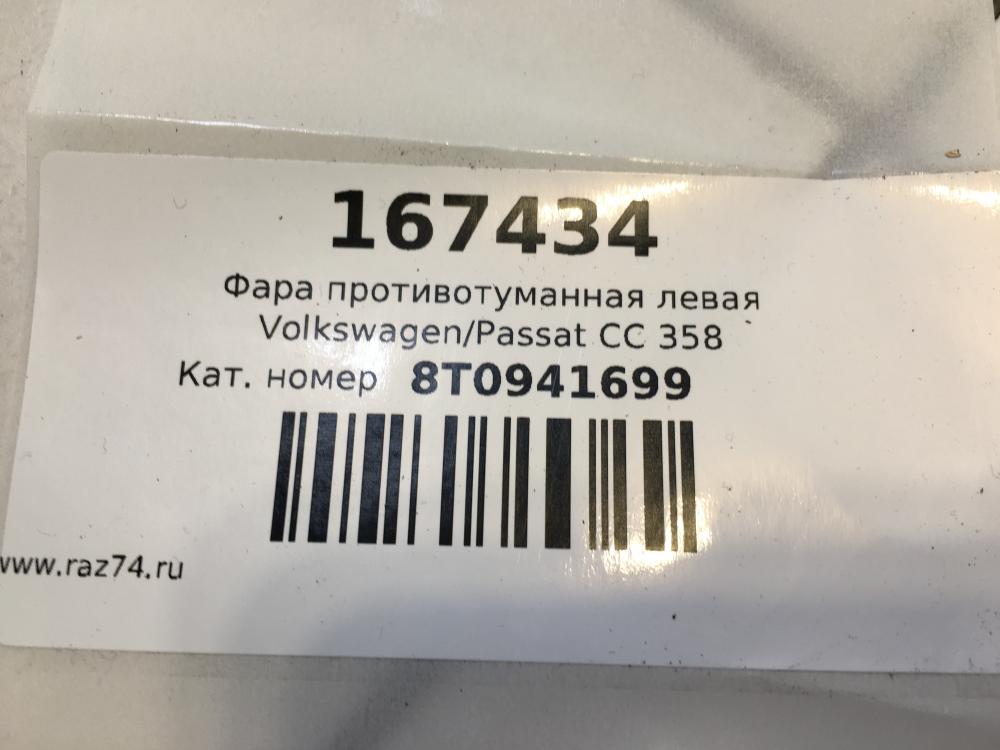 167434
Фара противотуманная левая
Volkswagen/Passat CC 358
Кат. номер 8T0941699
www.raz74.ru